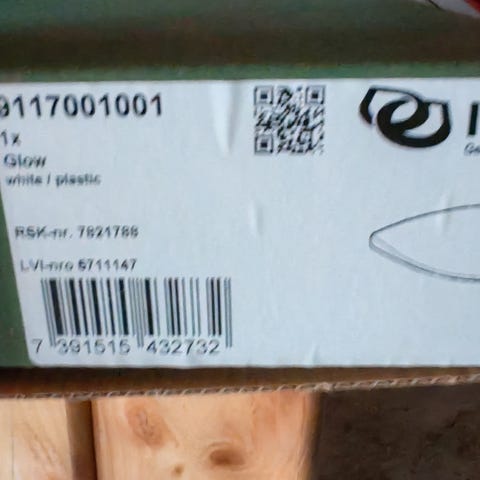 9117001001
1x
Glow
white / plastic
RSK-nr. 7821788
LVI-nro 6711147
7 391515 432732